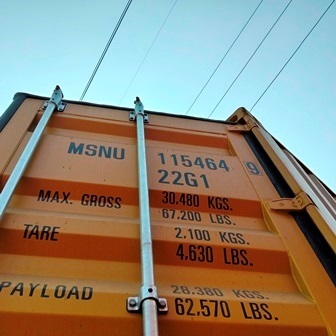 MSNU 115464 9
22G1
MAX. GROSS 30,480 KGS.
67,200 LBS.
TARE 2,100 KGS.
4,630 LBS.
PAYLOAD 28,380 KGS.
62,570 LBS.